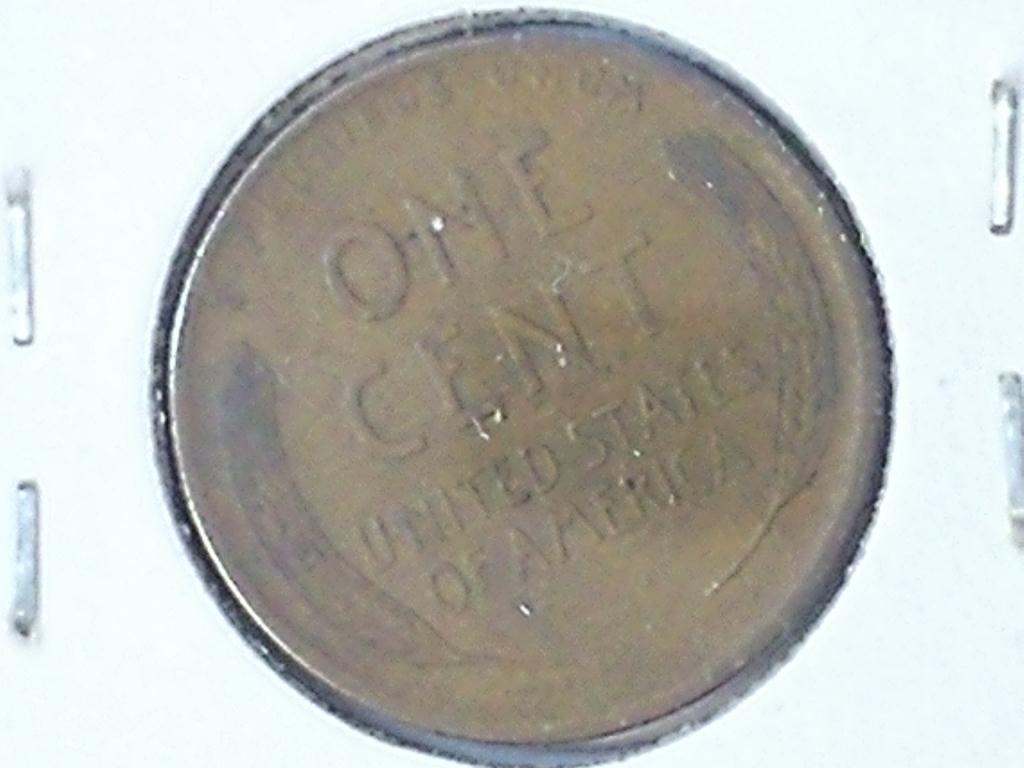 ONE
CENT
UNITED STATES
OF AMERICA